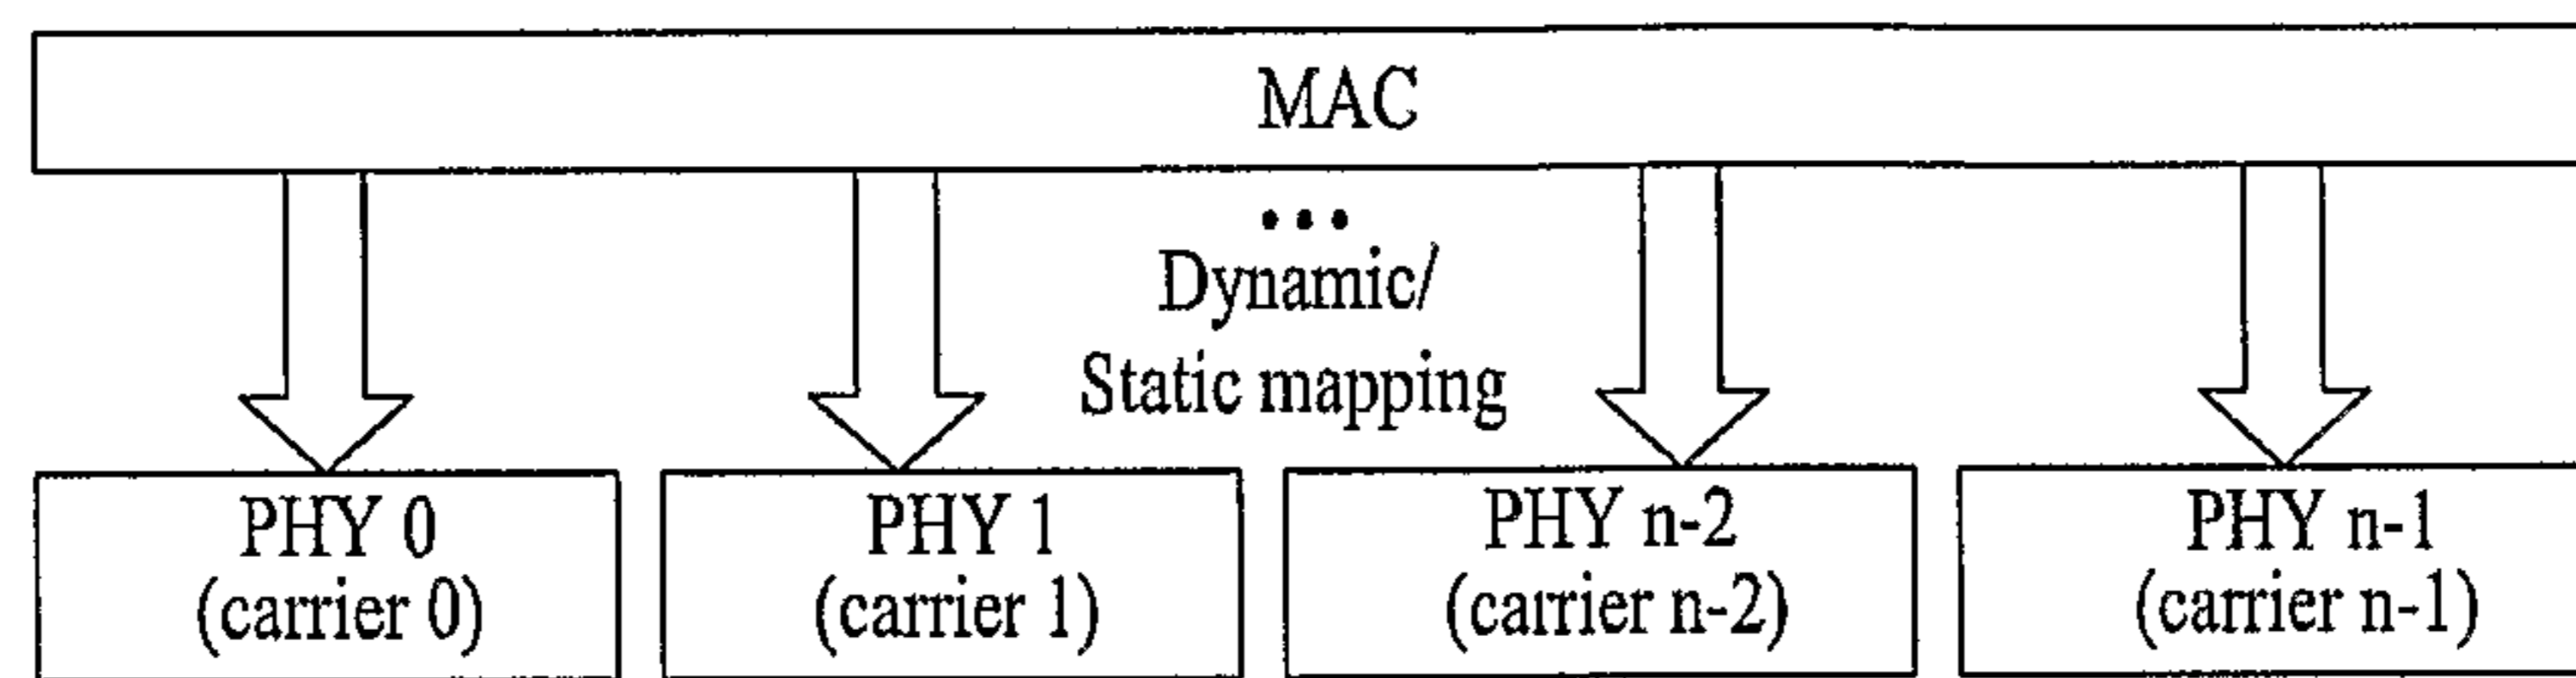 MAC
• • •
Dynamic/
Static mapping
PHY 0
(carrier 0)
PHY 1
(carrier 1)
PHY n-2
(carrier n-2)
PHY n-1
(carrier n-1)